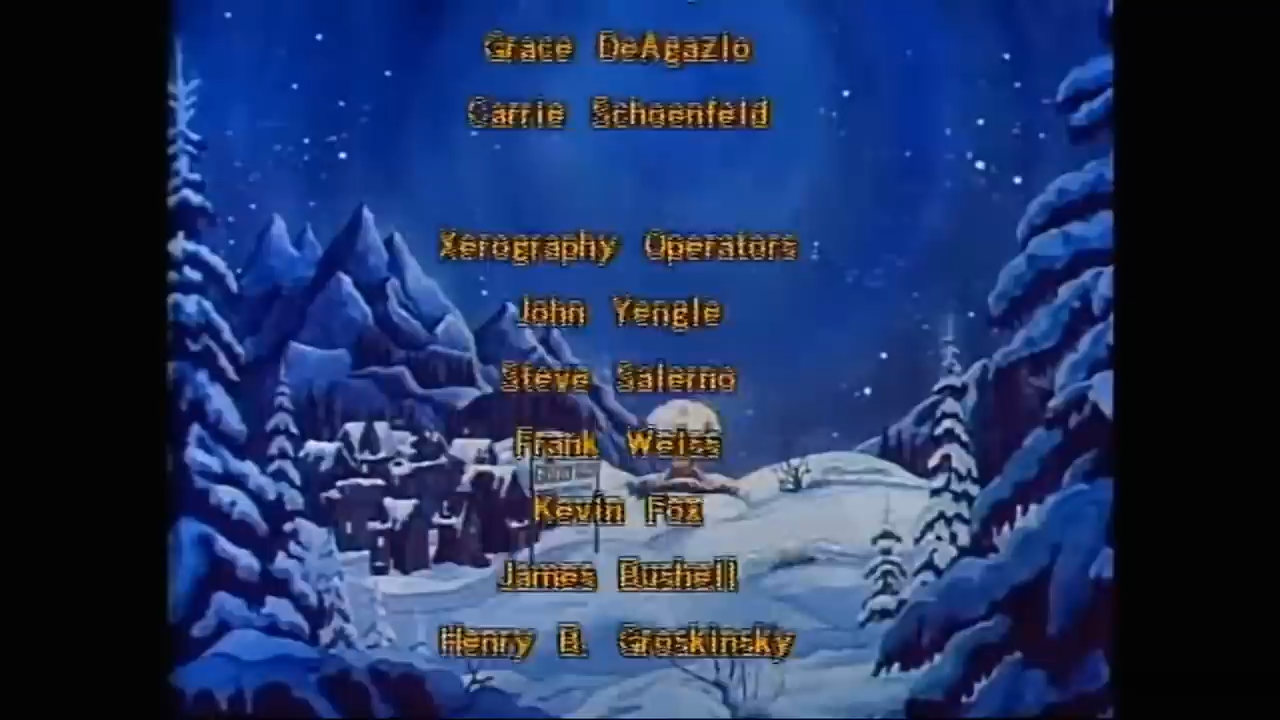 Grace DeAgazio
Carrie Schoenfeld
Xerography Operators
John Yengle
Steve Salerno
Frank Weiss
Kevin Fox
James Bushell
Henry B. Groskinsky